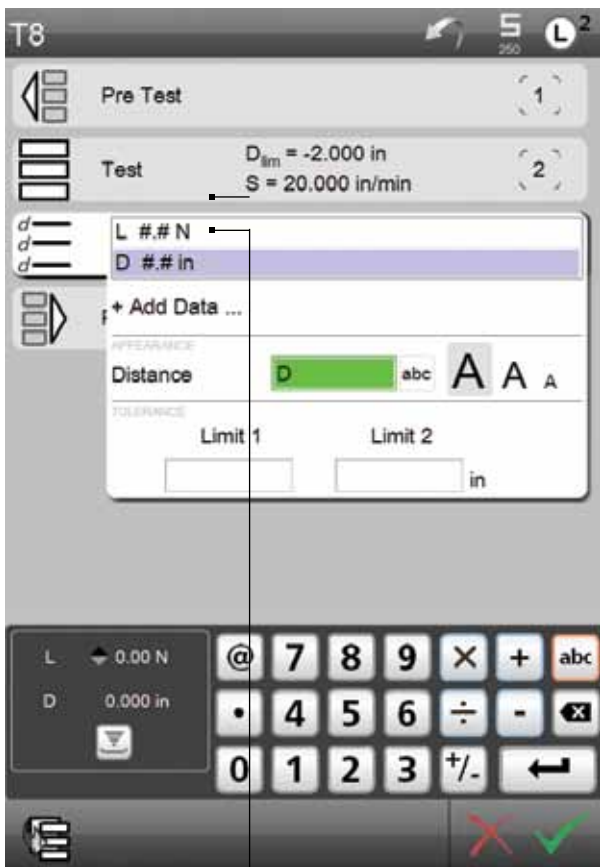 T8
S 250
L 2
Pre Test
1
Test
Dlim = -2.000 in
S = 20.000 in/min
2
d
d
d
L #.# N
D #.# in
+ Add Data ...
APPEARANCE
Distance D abc A A A
TOLERANCE
Limit 1 Limit 2
in
L 0.00 N
D 0.000 in
@ 7 8 9 × + abc
• 4 5 6 ÷ -
0 1 2 3 +/-